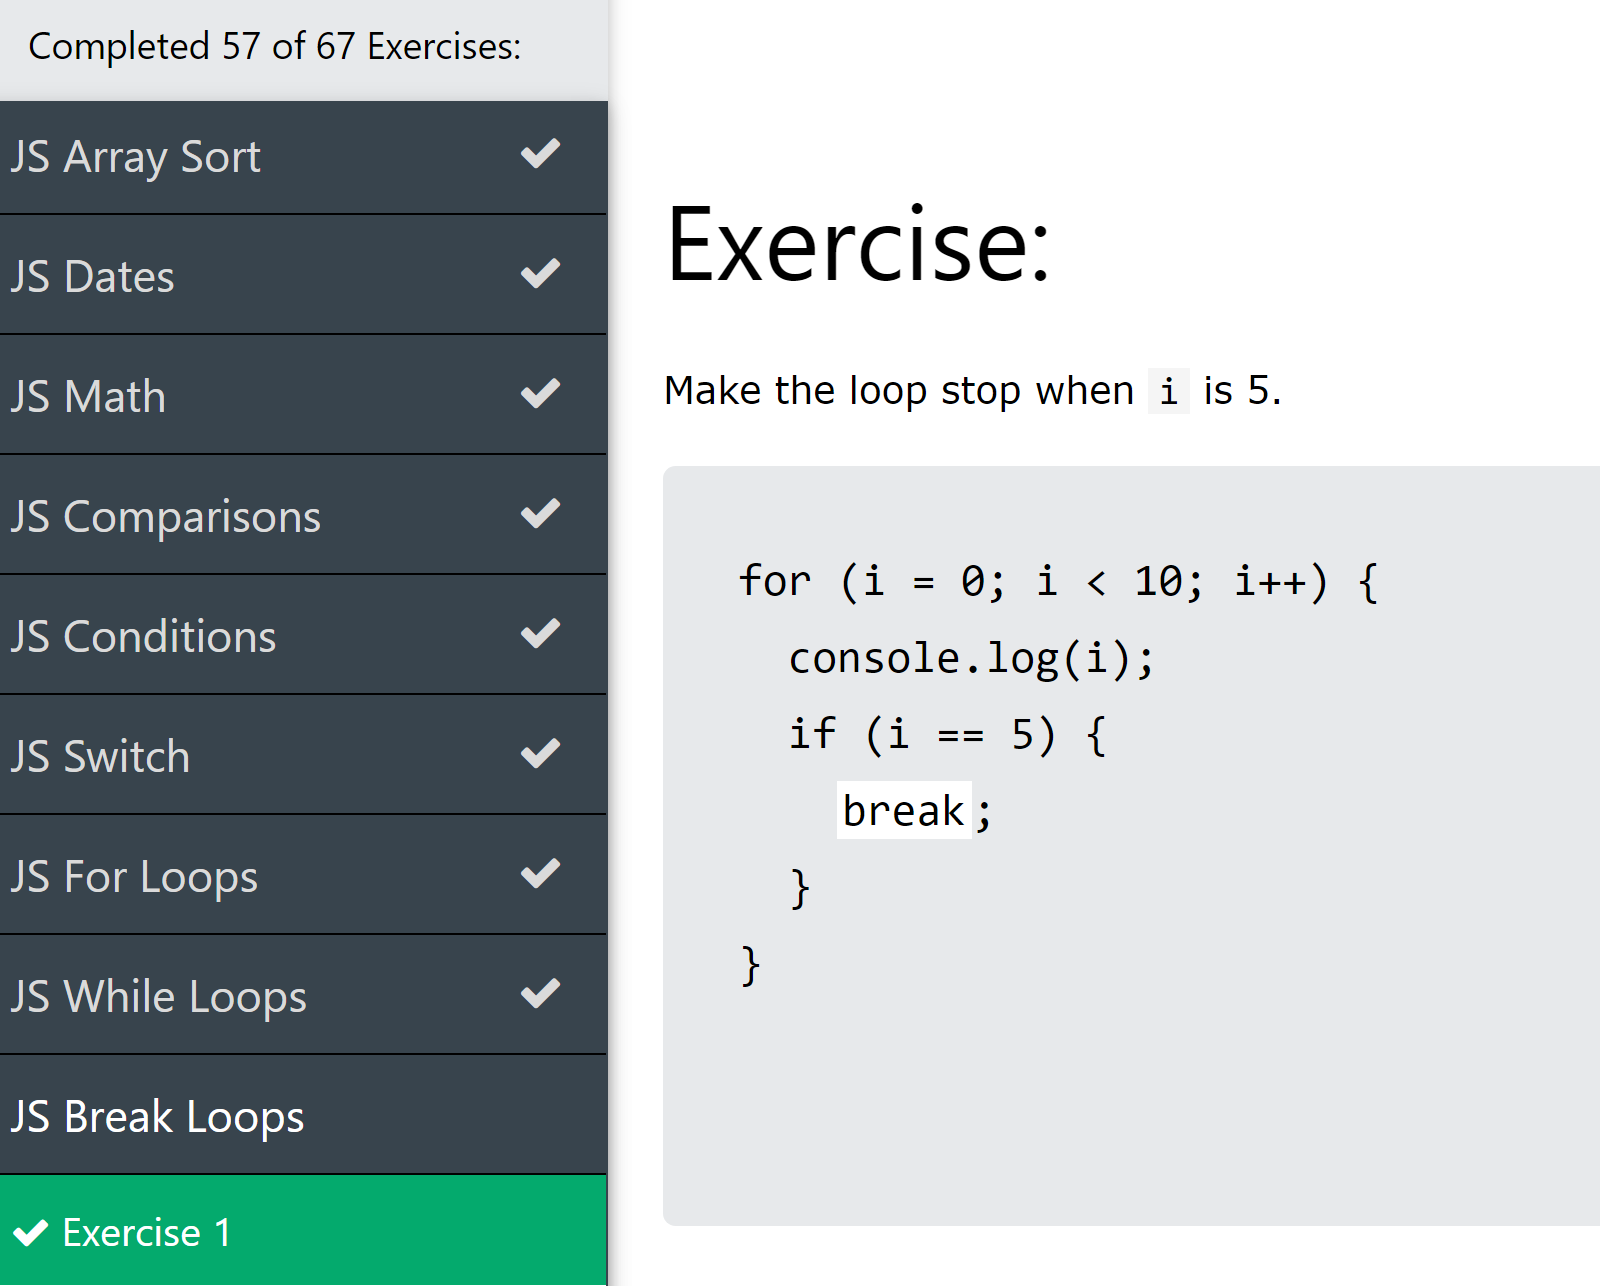 Completed 57 of 67 Exercises:
JS Array Sort
JS Dates
JS Math
JS Comparisons
JS Conditions
JS Switch
JS For Loops
JS While Loops
JS Break Loops
Exercise 1
Exercise:
Make the loop stop when i is 5.
for (i = 0; i < 10; i++) {
  console.log(i);
  if (i == 5) {
    break;
  }
}